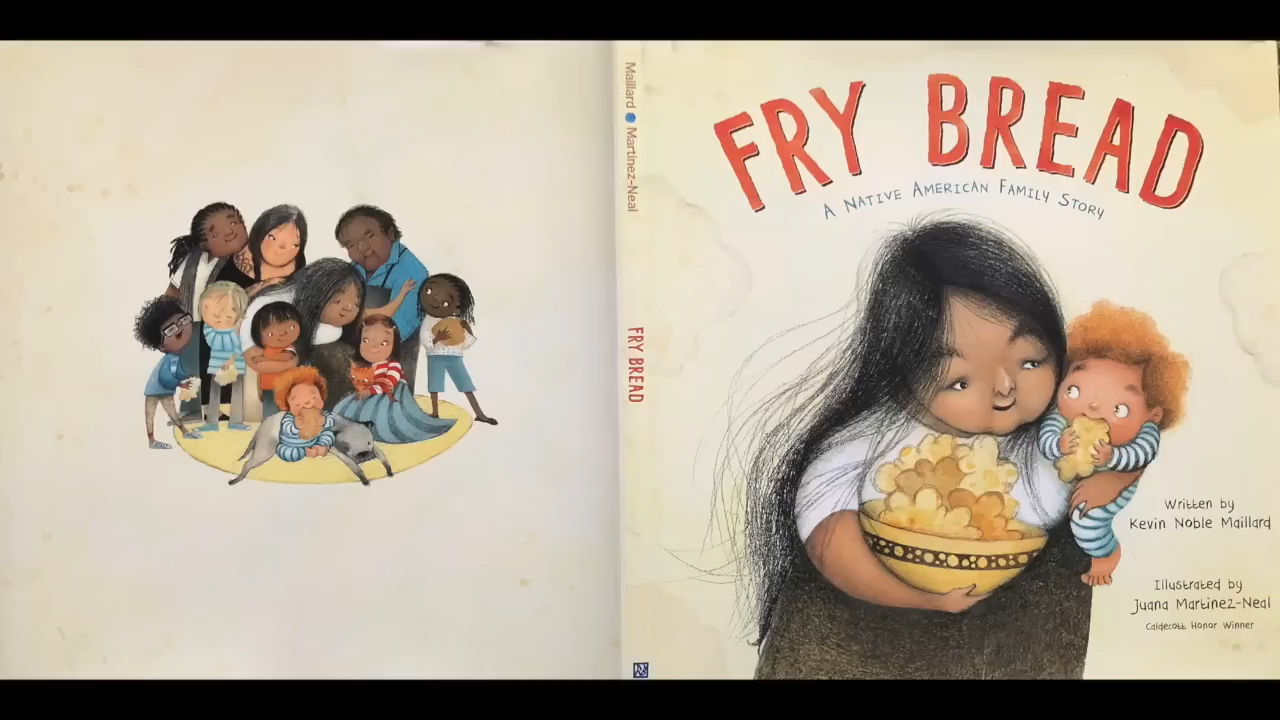 Maillard Martinez-Neal
FRY BREAD
FRY BREAD
A NATIVE AMERICAN FAMILY STORY
Written by
Kevin Noble Maillard
Illustrated by
Juana Martinez-Neal
Caldecott Honor Winner